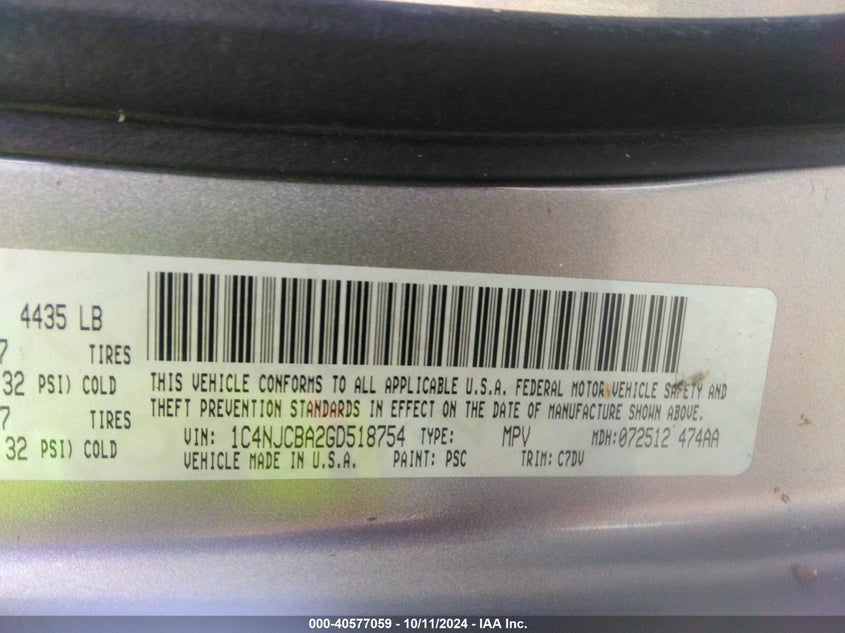 4435 LB
7 TIRES
32 PSI) COLD
7 TIRES
32 PSI) COLD
THIS VEHICLE CONFORMS TO ALL APPLICABLE U.S.A. FEDERAL MOTOR VEHICLE SAFETY AND
THEFT PREVENTION STANDARDS IN EFFECT ON THE DATE OF MANUFACTURE SHOWN ABOVE.
VIN: 1C4NJCBA2GD518754 TYPE: MPV MDH:072512 474AA
VEHICLE MADE IN U.S.A. PAINT: PSC TRIM: C7DV
000-40577059 - 10/11/2024 - IAA Inc.